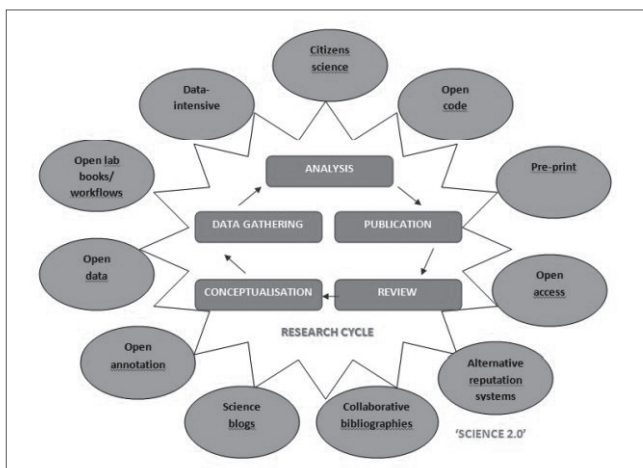 Citizens
science
Data-
intensive
Open
code
Open lab
books/
workflows
Pre-print
ANALYSIS
DATA GATHERING
PUBLICATION
Open
data
Open
access
CONCEPTUALISATION
REVIEW
RESEARCH CYCLE
Open
annotation
Alternative
reputation
systems
Science
blogs
Collaborative
bibliographies
'SCIENCE 2.0'